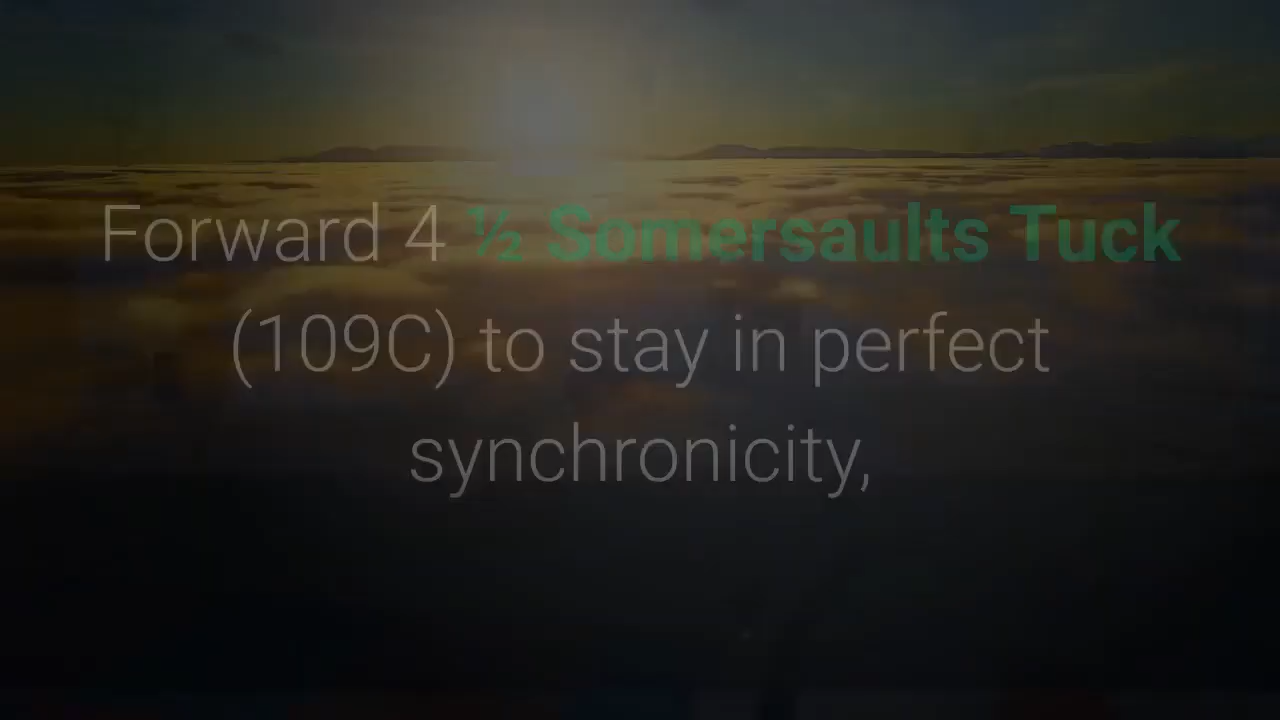 Forward 4 ½ Somersaults Tuck
(109C) to stay in perfect
synchronicity,